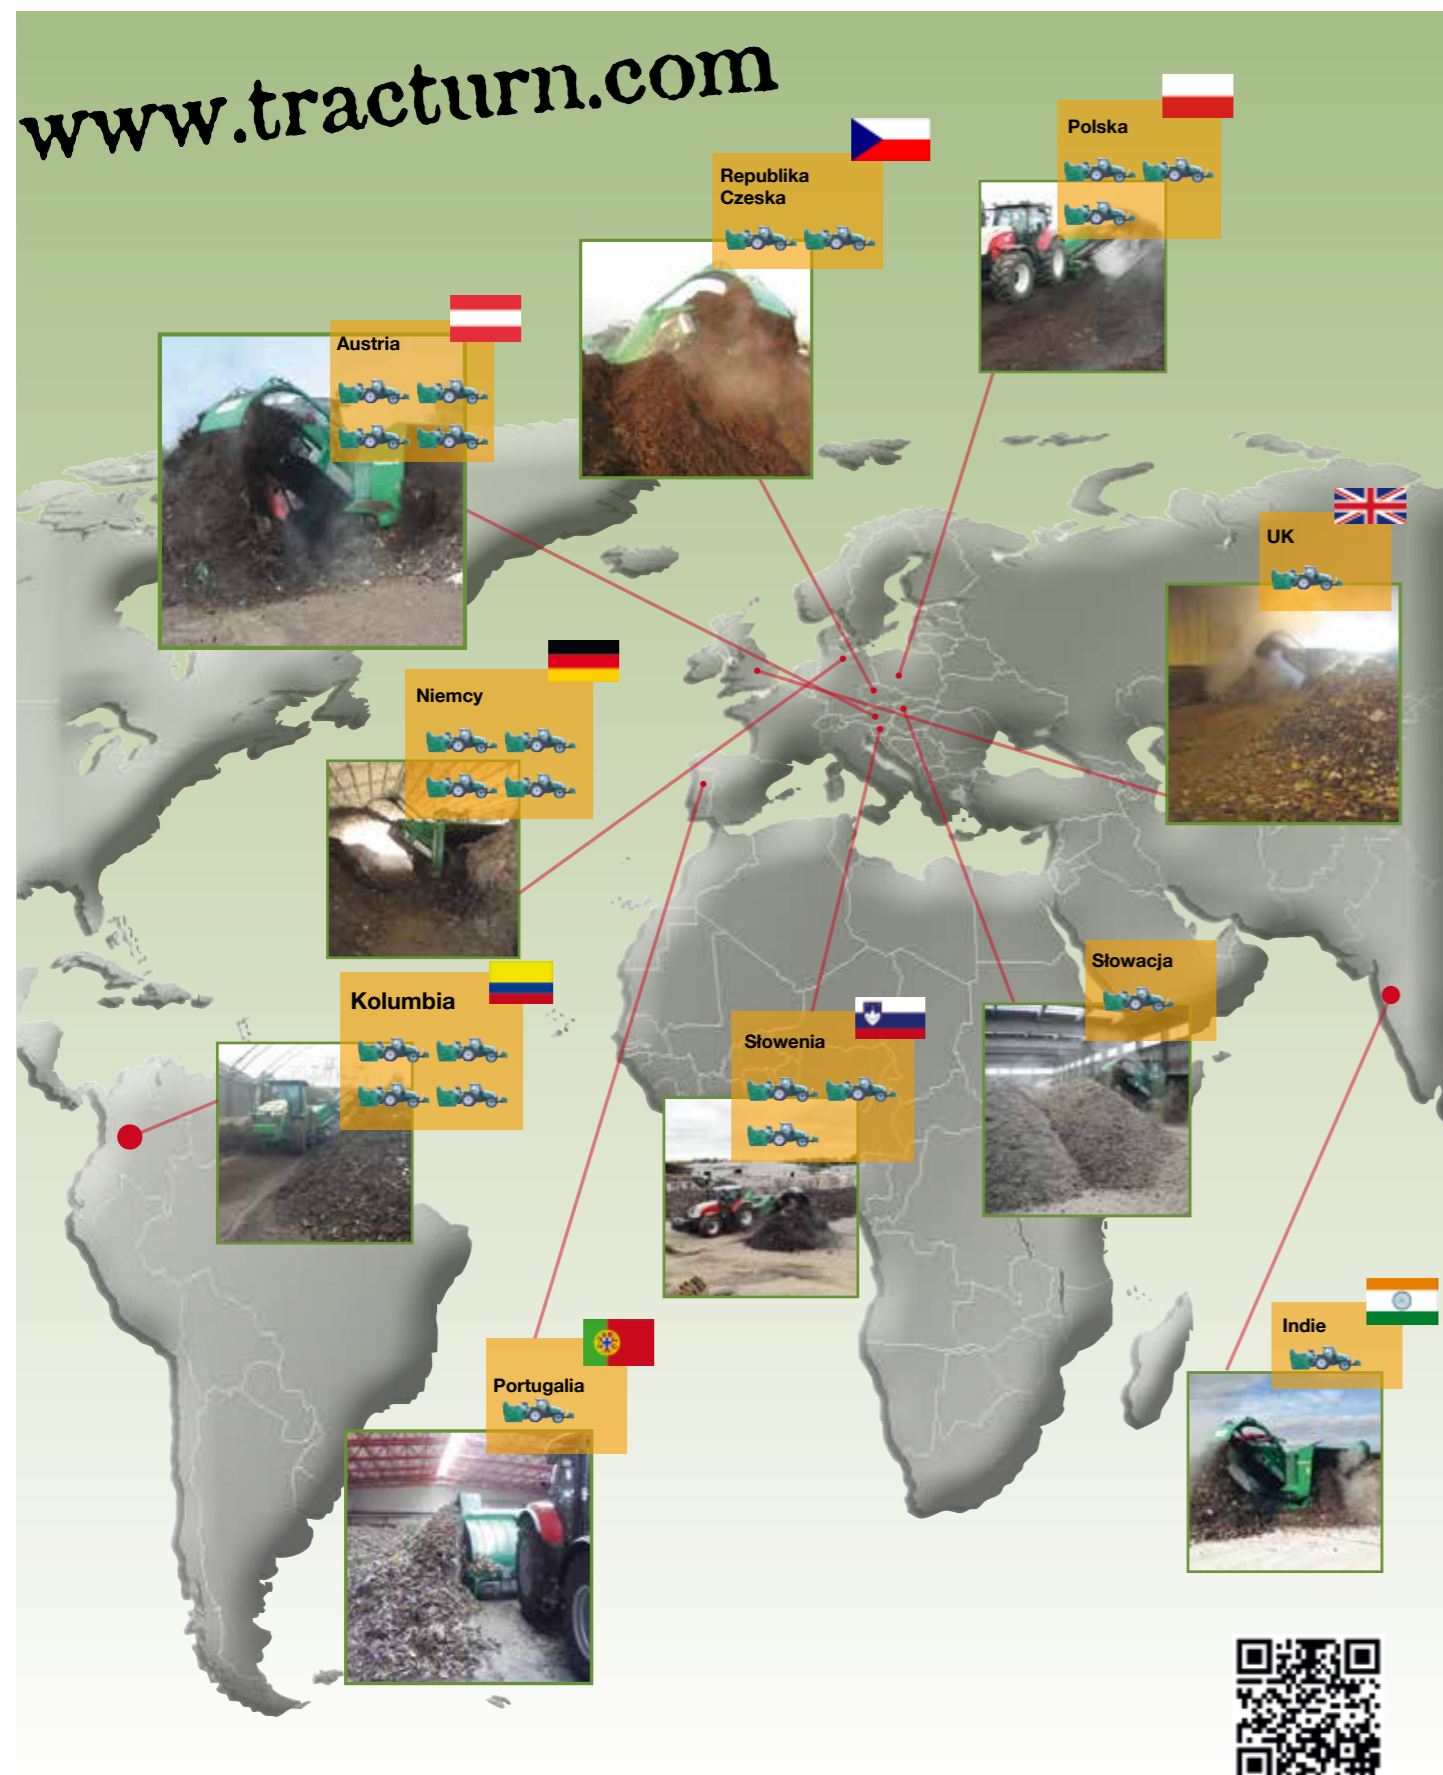 www.tracturn.com
Polska
Republika
Czeska
Austria
UK
Niemcy
Słowacja
Kolumbia
Słowenia
Indie
Portugalia